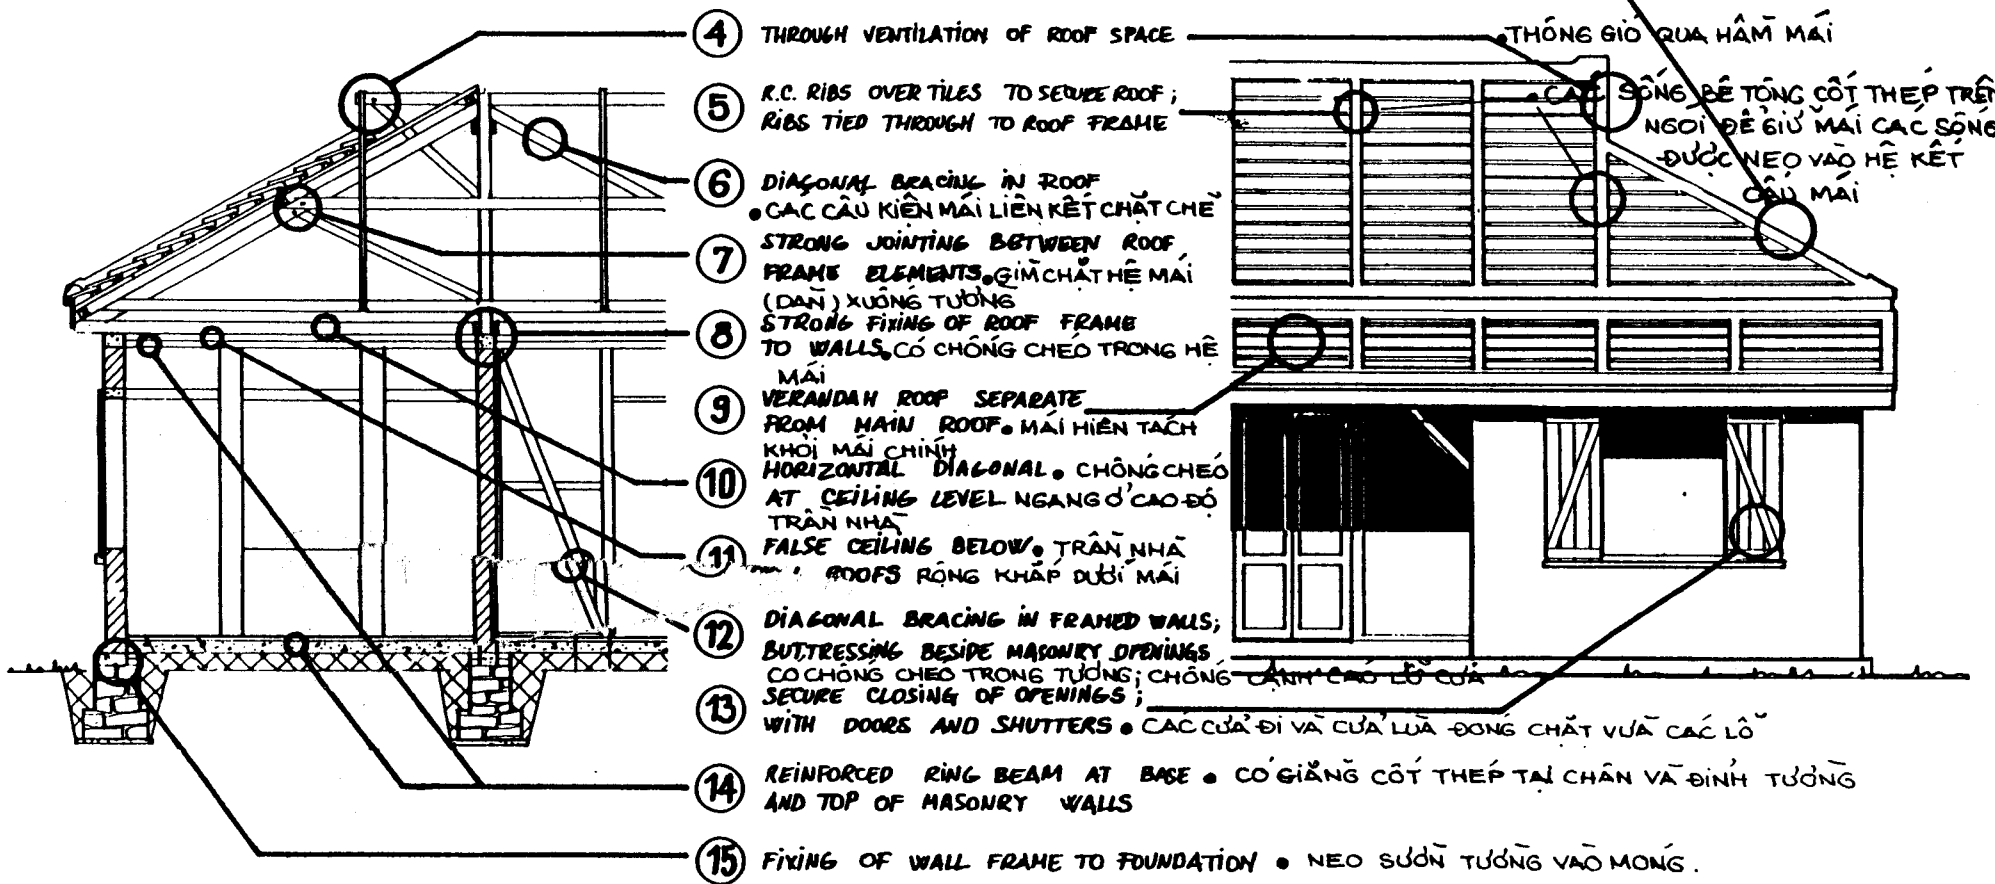 4 THROUGH VENTILATION OF ROOF SPACE • THÔNG GIÓ QUA HẦM MÁI
5 R.C. RIBS OVER TILES TO SECURE ROOF;
RIBS TIED THROUGH TO ROOF FRAME
• CÁC SỐNG BÊ TÔNG CỐT THÉP TRÊN
NGÓI ĐỂ GIỮ MÁI CÁC SỐNG
ĐƯỢC NEO VÀO HỆ KẾT
CẤU MÁI
6 DIAGONAL BRACING IN ROOF
• CÁC CẤU KIỆN MÁI LIÊN KẾT CHẶT CHẼ
7 STRONG JOINTING BETWEEN ROOF
FRAME ELEMENTS. • GIM CHẶT HỆ MÁI
(DÀN) XUỐNG TƯỜNG
8 STRONG FIXING OF ROOF FRAME
TO WALLS. • CÓ CHỐNG CHÉO TRONG HỆ
MÁI
9 VERANDAH ROOF SEPARATE
FROM MAIN ROOF • MÁI HIÊN TÁCH
KHỎI MÁI CHÍNH
10 HORIZONTAL DIAGONAL • CHỐNG CHÉO
AT CEILING LEVEL NGANG Ở CAO ĐỘ
TRẦN NHÀ
11 FALSE CEILING BELOW • TRẦN NHÀ
ROOFS RỘNG KHẮP DƯỚI MÁI
12 DIAGONAL BRACING IN FRAMED WALLS;
BUTTRESSING BESIDE MASONRY OPENINGS
CÓ CHỐNG CHÉO TRONG TƯỜNG; CHỐNG CẠNH CÁC LỖ CỬA
13 SECURE CLOSING OF OPENINGS;
WITH DOORS AND SHUTTERS • CÁC CỬA ĐI VÀ CỬA LÙA ĐÓNG CHẶT VỪA CÁC LỖ
14 REINFORCED RING BEAM AT BASE • CÓ GIẰNG CỐT THÉP TẠI CHÂN VÀ ĐỈNH TƯỜNG
AND TOP OF MASONRY WALLS
15 FIXING OF WALL FRAME TO FOUNDATION • NEO SƯỜN TƯỜNG VÀO MÓNG.